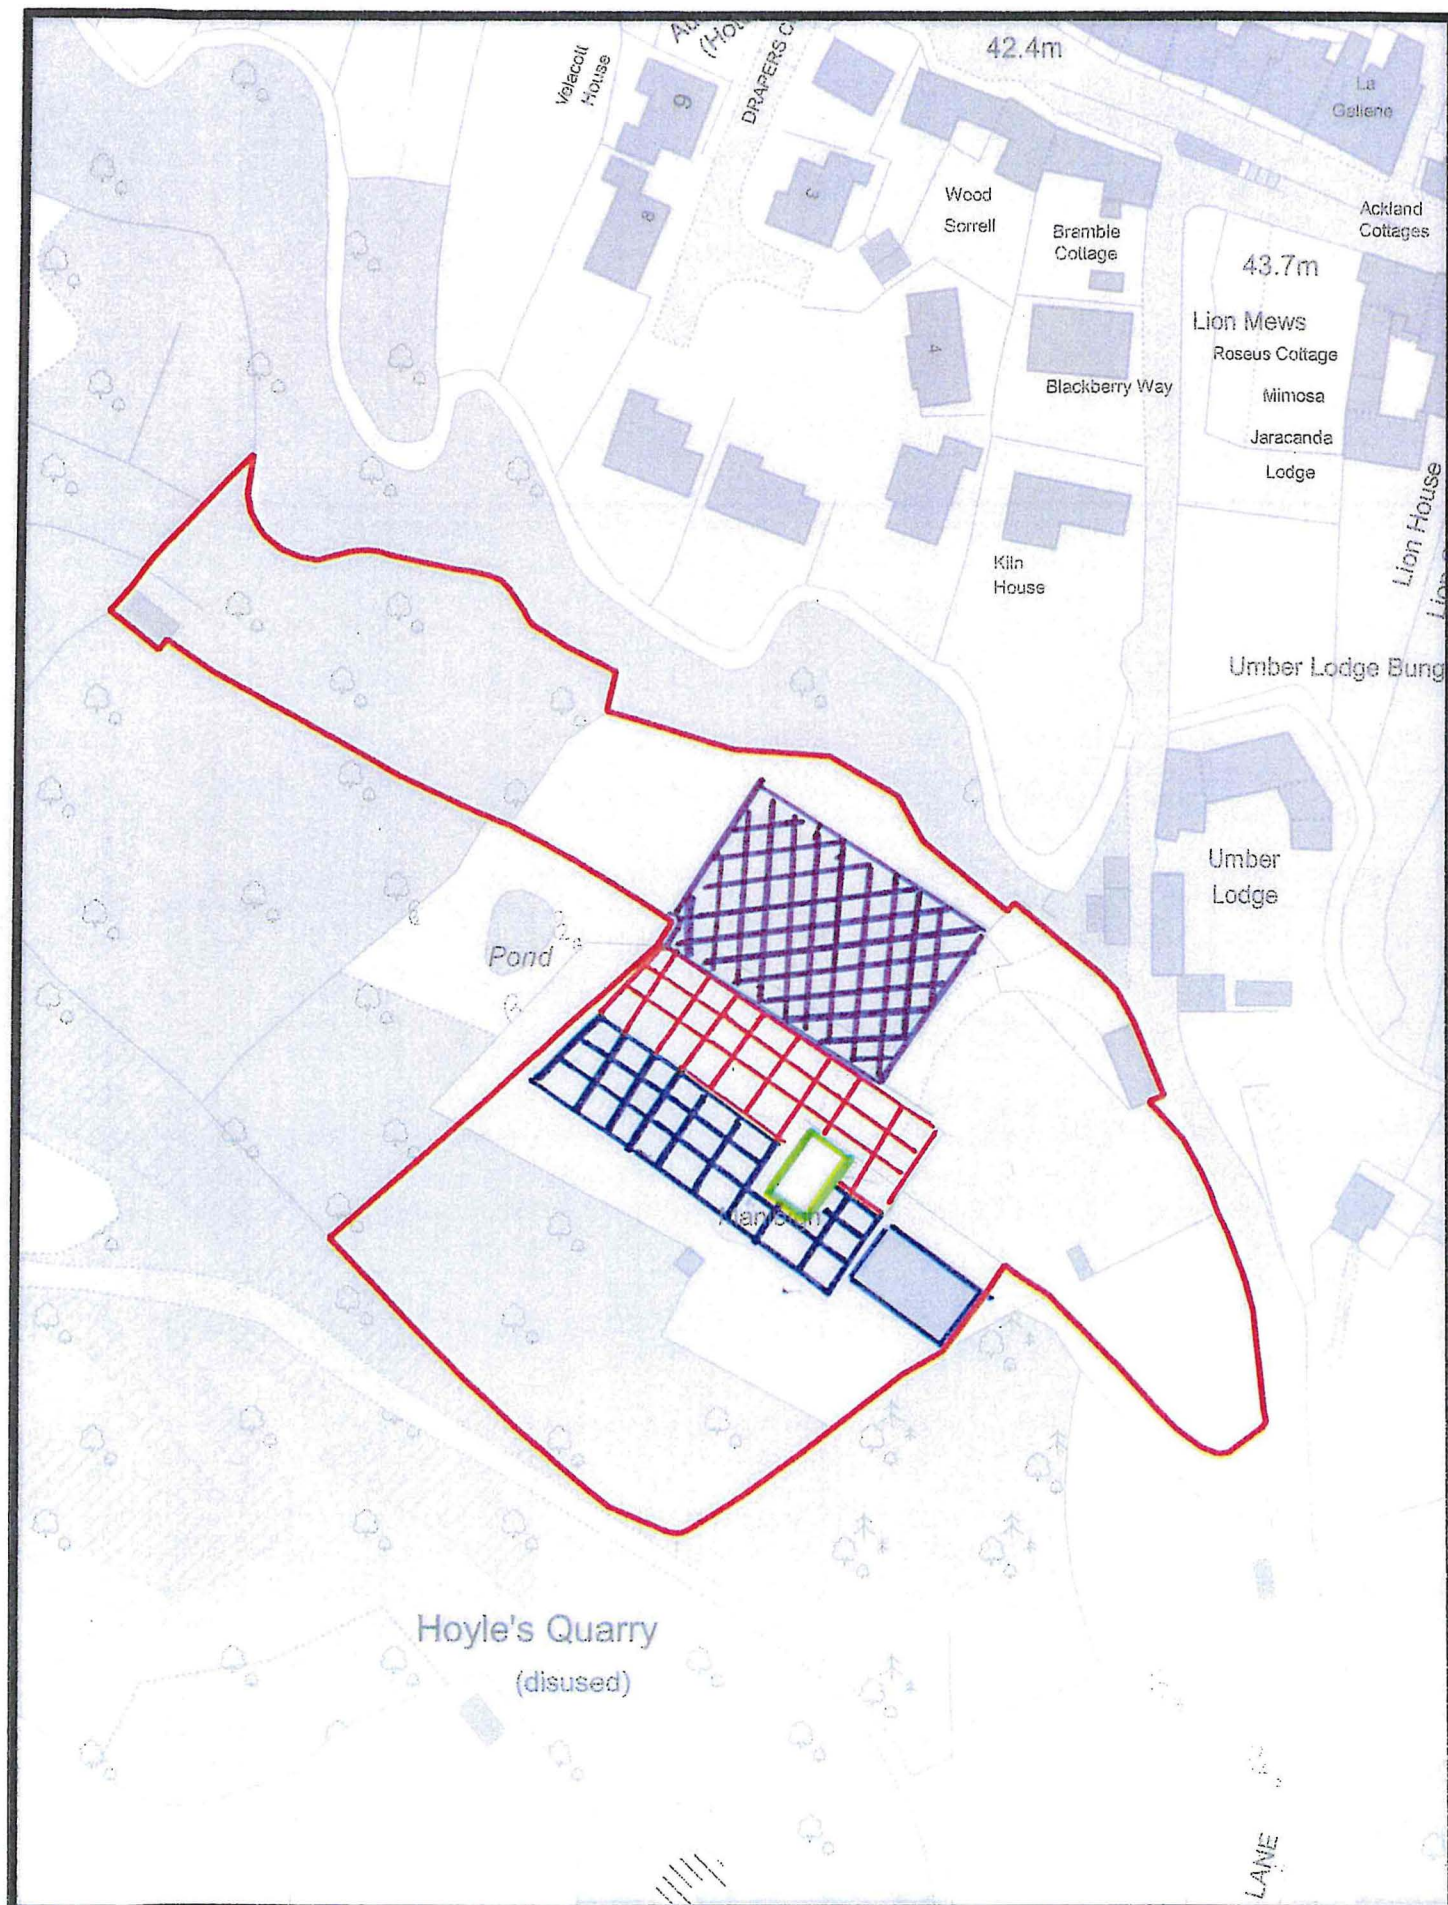 42.4m
Velacott
House
DRAPERS
La
Galiene
9
3
8
Wood
Sorrell
Bramble
Cottage
Ackland
Cottages
43.7m
Lion Mews
Roseus Cottage
4
Blackberry Way
Mimosa
Jaracanda
Lodge
Lion House
Kiln
House
Umber Lodge Bung
Umber
Lodge
Pond
Hoyle's Quarry
(disused)
LANE